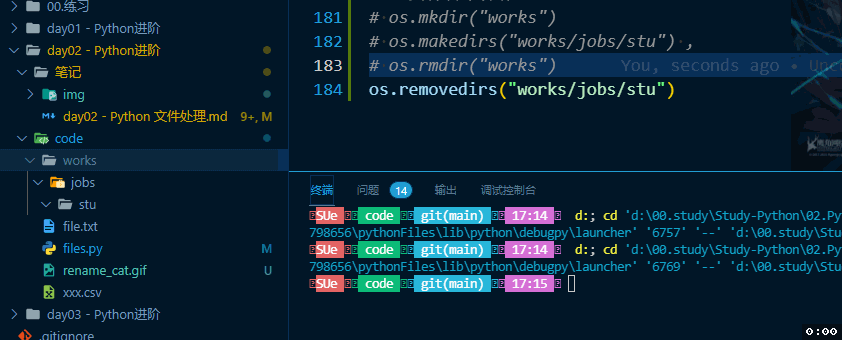 00.练习
day01 - Python进阶
day02 - Python进阶
笔记
img
day02 - Python 文件处理.md 9+, M
code
works
jobs
stu
file.txt
files.py M
rename_cat.gif U
xxx.csv
day03 - Python进阶
.gitignore
181 # os.mkdir("works")
182 # os.makedirs("works/jobs/stu") ,
183 # os.rmdir("works") You, seconds ago • Unc
184 os.removedirs("works/jobs/stu")
终端 问题 14 输出 调试控制台
SUe code git(main) 17:14 d:; cd 'd:\00.study\Study-Python\02.Py
798656\pythonFiles\lib\python\debugpy\launcher' '6757' '--' 'd:\00.Stu
SUe code git(main) 17:14 d:; cd 'd:\00.study\Study-Python\02.Py
798656\pythonFiles\lib\python\debugpy\launcher' '6769' '--' 'd:\00.Stu
SUe code git(main) 17:15
0:00